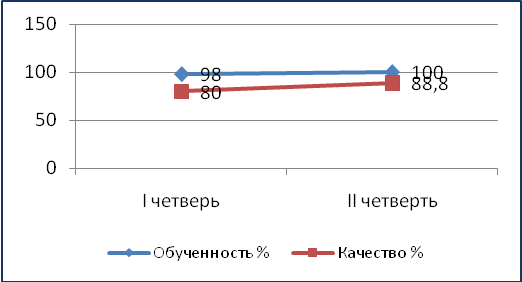 150
100
50
0
98
100
80
88,8
I четверь
II четверть
Обученность %
Качество %